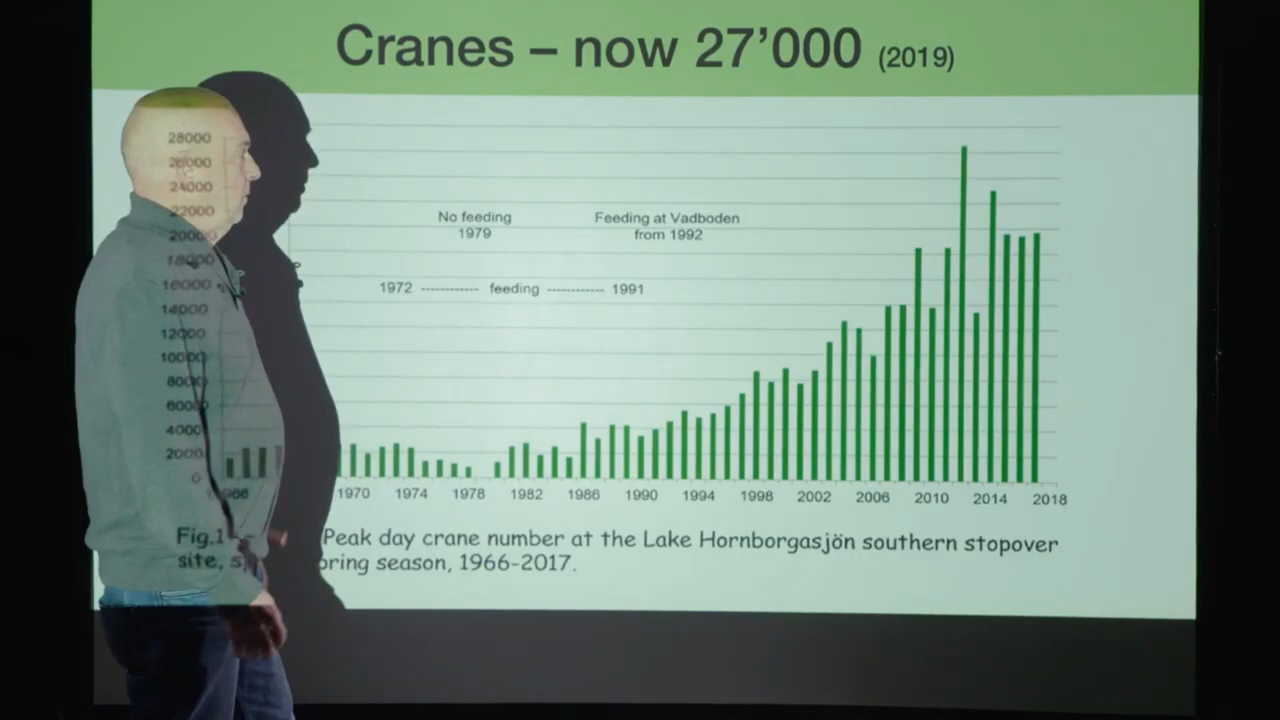 Cranes – now 27’000 (2019)
28000
26000
24000
22000
20000
18000
16000
14000
12000
10000
8000
6000
4000
2000
0
No feeding
1979
Feeding at Vadboden
from 1992
1972 ----------- feeding ----------- 1991
1966 1970 1974 1978 1982 1986 1990 1994 1998 2002 2006 2010 2014 2018
Fig.1 Peak day crane number at the Lake Hornborgasjön southern stopover
site, spring season, 1966-2017.